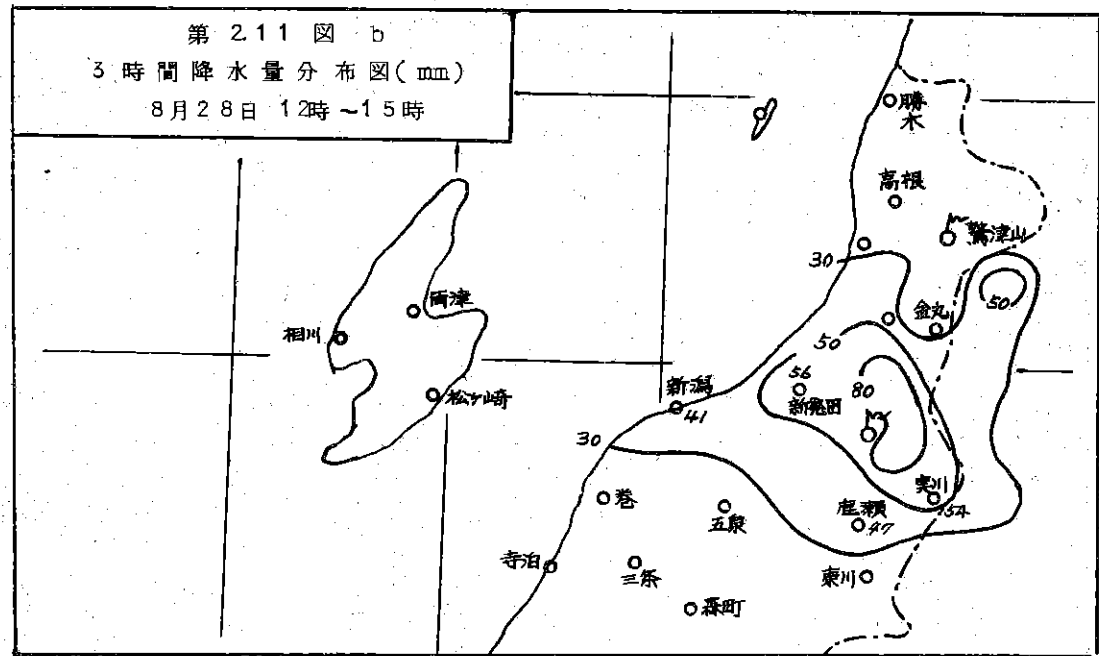 第 2.11 図 b
3 時 間 降 水 量 分 布 図 ( mm )
8月28日 12時~15時
勝木
高根
鷲津山
30
50
金丸
両津
相川
50
56
新発田
80
新潟
41
松ヶ崎
30
実川
54
巻
五泉
47
寺泊
三条
東川
森町